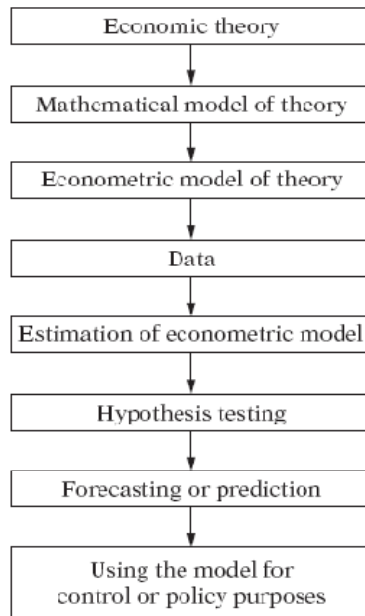 Economic theory
Mathematical model of theory
Econometric model of theory
Data
Estimation of econometric model
Hypothesis testing
Forecasting or prediction
Using the model for
control or policy purposes